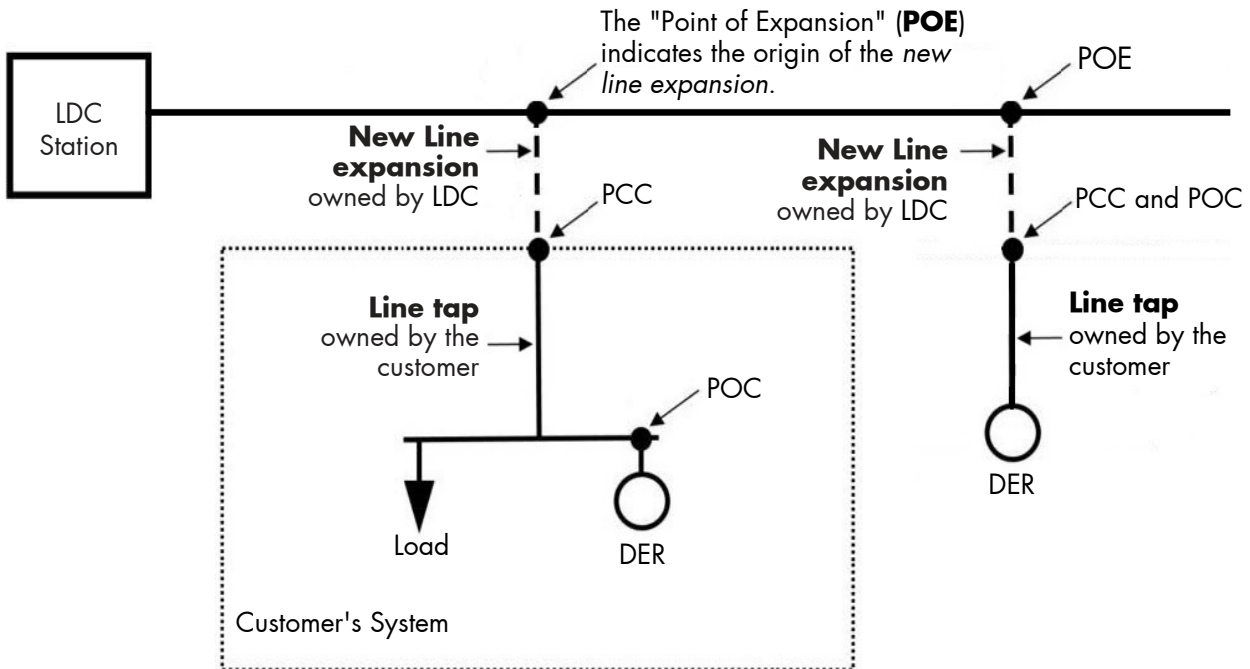 The "Point of Expansion" (POE)
indicates the origin of the new
line expansion.
POE
LDC
Station
New Line
expansion
owned by LDC
PCC
New Line
expansion
owned by LDC
PCC and POC
Line tap
owned by the
customer
Line tap
owned by the
customer
POC
Load
DER
DER
Customer's System